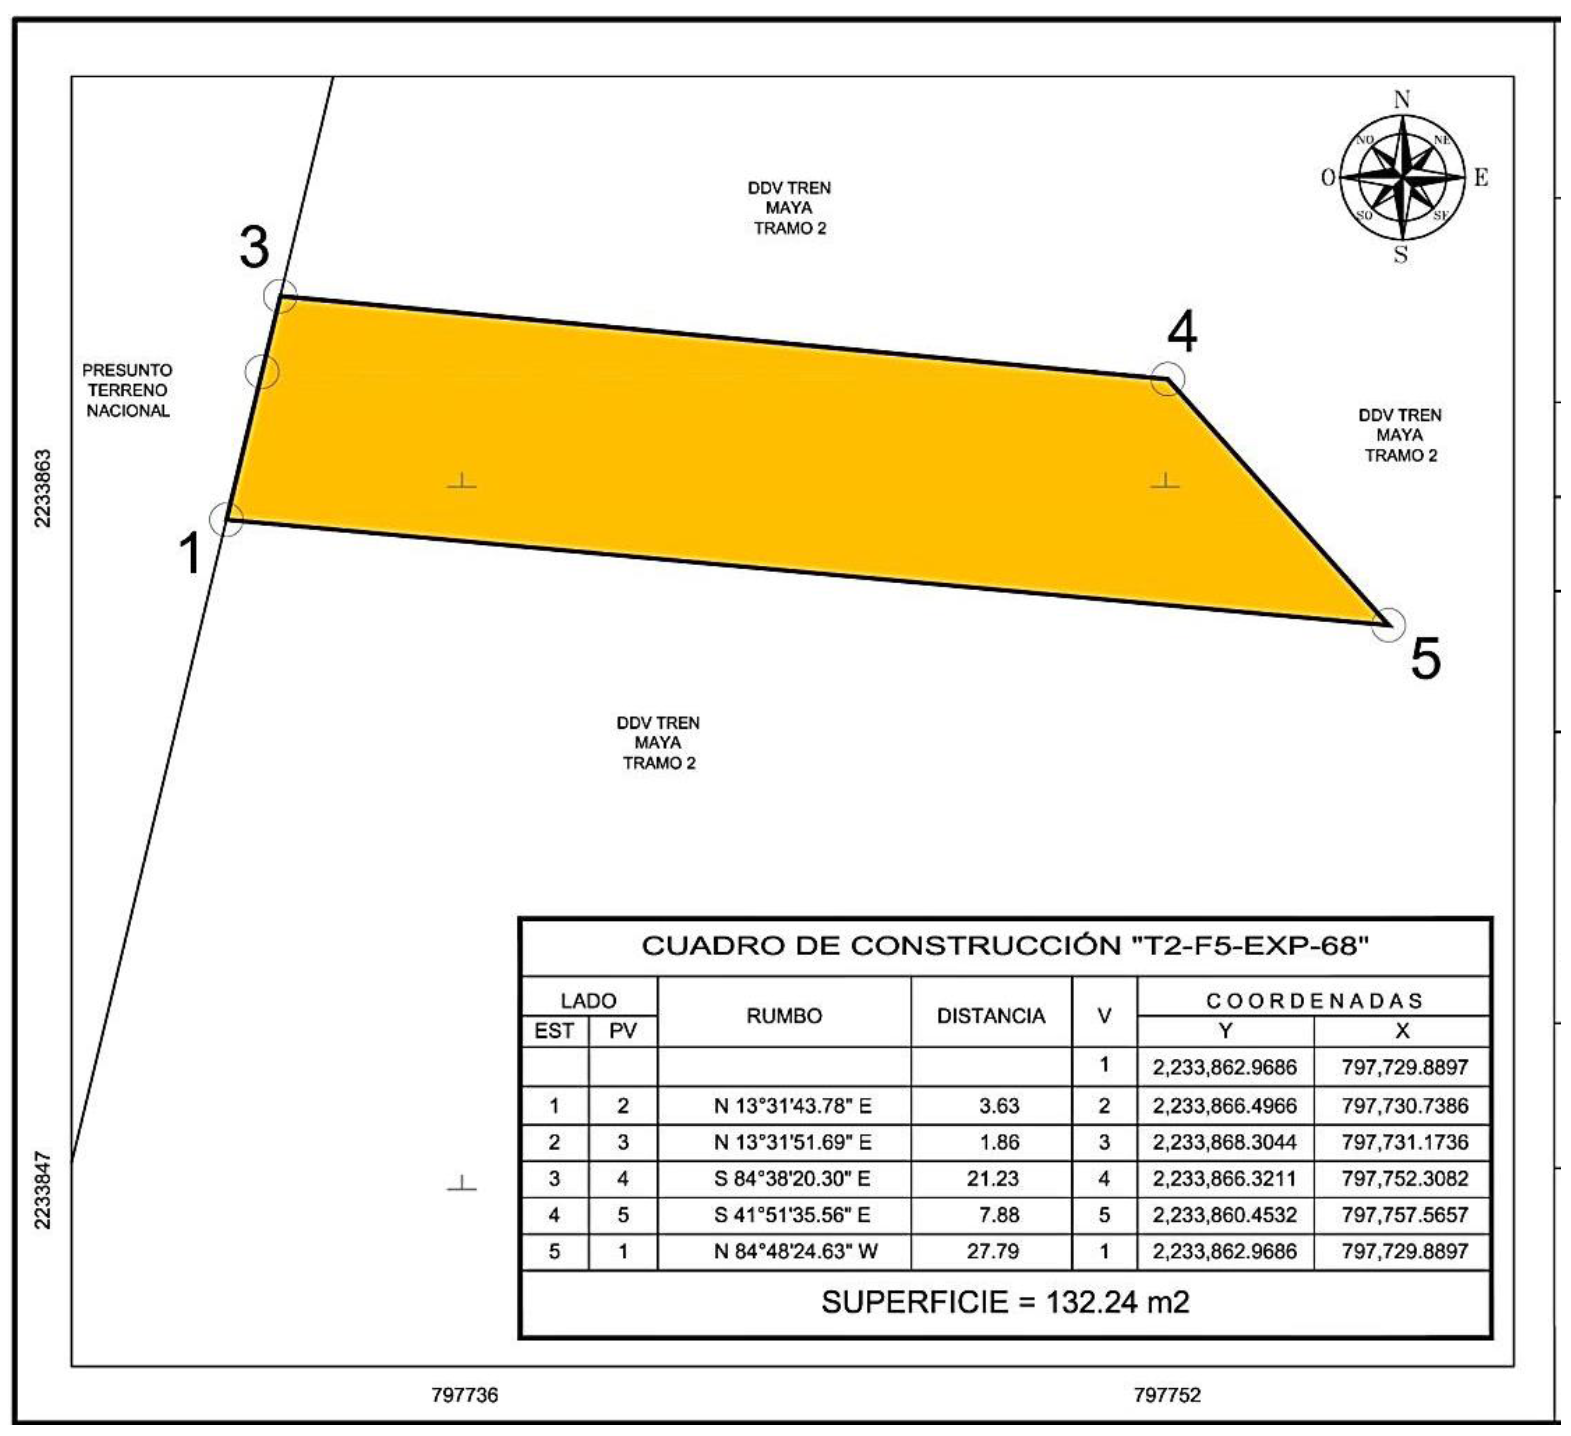 N
NO
NE
O
E
SO
SE
S
DDV TREN
MAYA
TRAMO 2
3
4
PRESUNTO
TERRENO
NACIONAL
DDV TREN
MAYA
TRAMO 2
2233863
1
5
DDV TREN
MAYA
TRAMO 2
2233847
CUADRO DE CONSTRUCCIÓN "T2-F5-EXP-68"
LADO RUMBO DISTANCIA V COORDENADAS
EST PV Y X
1 2,233,862.9686 797,729.8897
1 2 N 13°31'43.78" E 3.63 2 2,233,866.4966 797,730.7386
2 3 N 13°31'51.69" E 1.86 3 2,233,868.3044 797,731.1736
3 4 S 84°38'20.30" E 21.23 4 2,233,866.3211 797,752.3082
4 5 S 41°51'35.56" E 7.88 5 2,233,860.4532 797,757.5657
5 1 N 84°48'24.63" W 27.79 1 2,233,862.9686 797,729.8897
SUPERFICIE = 132.24 m2
797736
797752